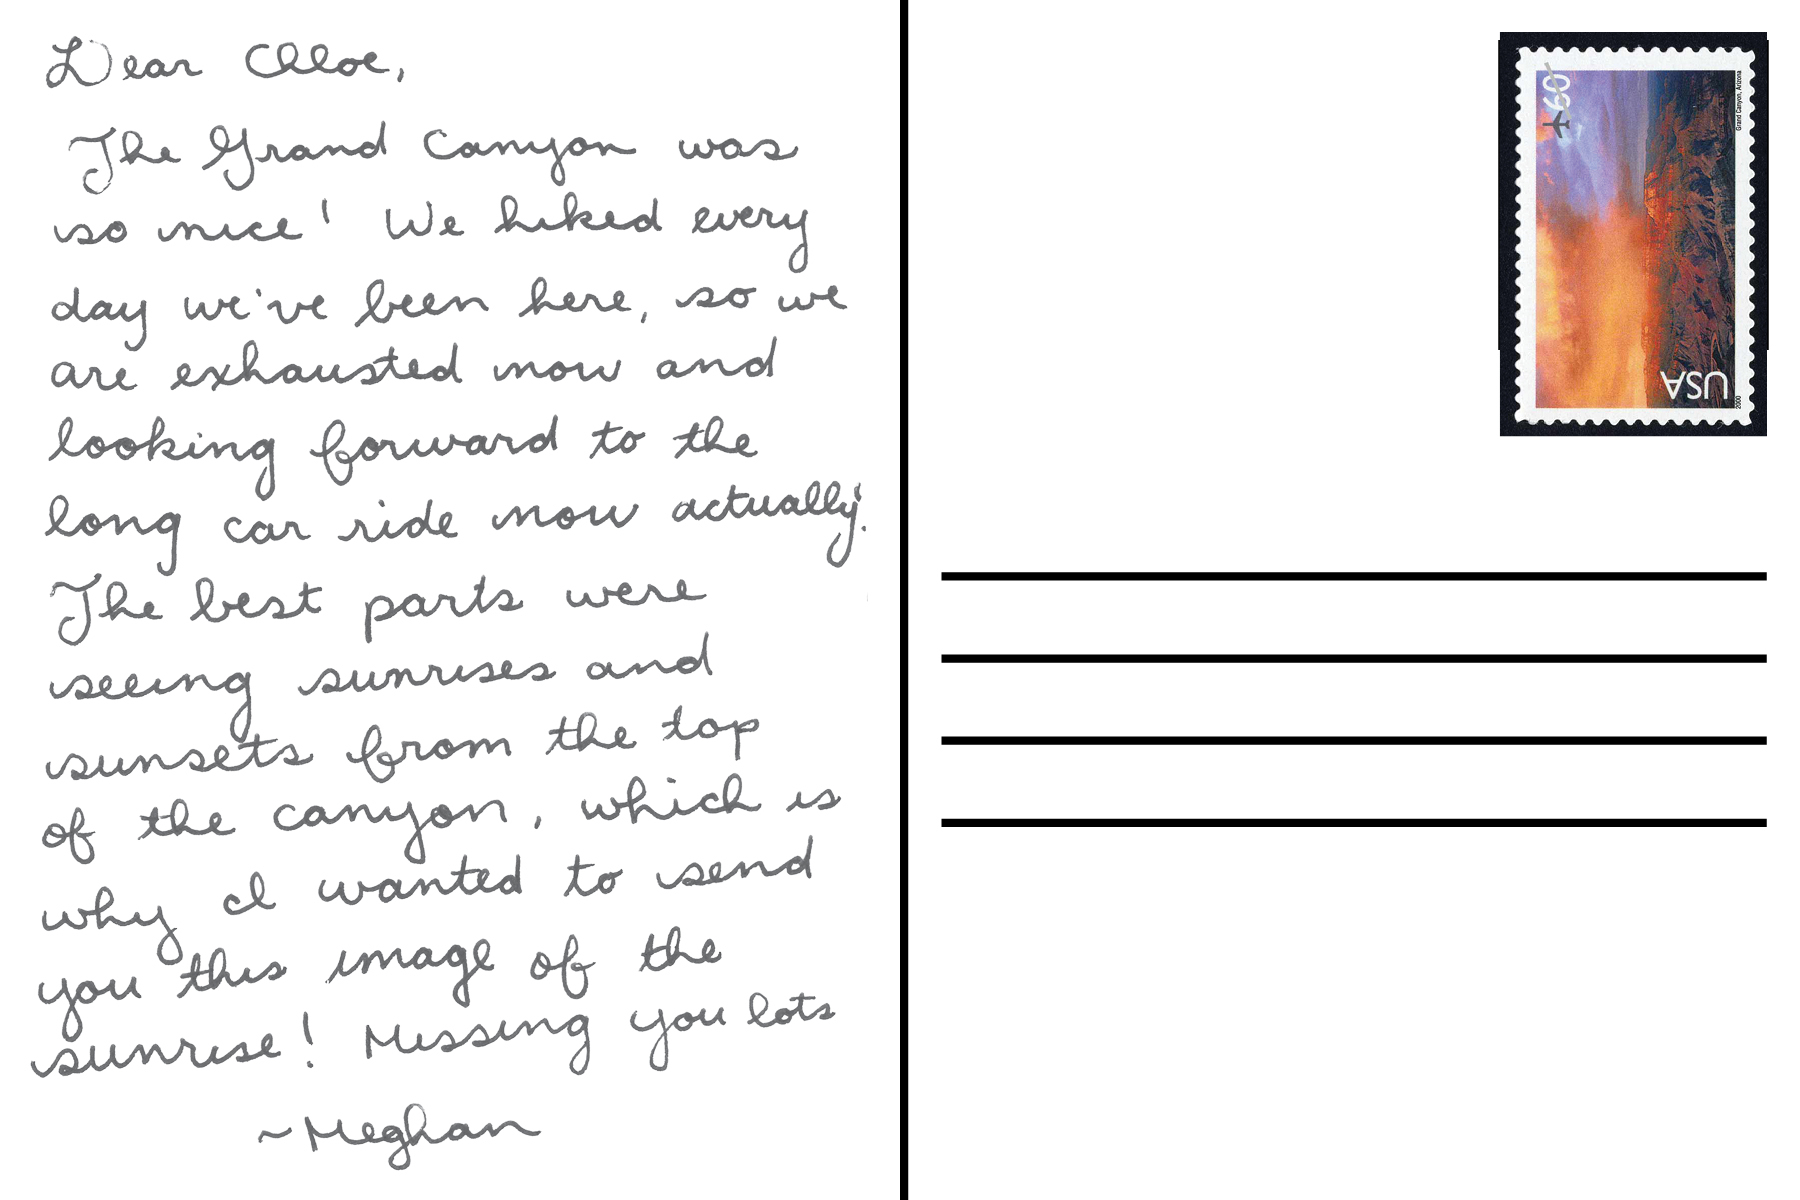 Dear Chloe,
The Grand Canyon was
so nice! We hiked every
day we've been here, so we
are exhausted now and
looking forward to the
long car ride now actually!
The best parts were
seeing sunrises and
sunsets from the top
of the canyon, which is
why I wanted to send
you this image of the
sunrise! Missing you lots
~Meghan
60
Grand Canyon, Arizona
USA
2000